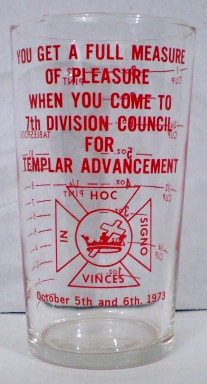 YOU GET A FULL MEASURE
OF PLEASURE
WHEN YOU COME TO
7th DIVISION COUNCIL
FOR
TEMPLAR ADVANCEMENT
HOC
IN
SIGNO
VINCES
October 5th and 6th, 1973